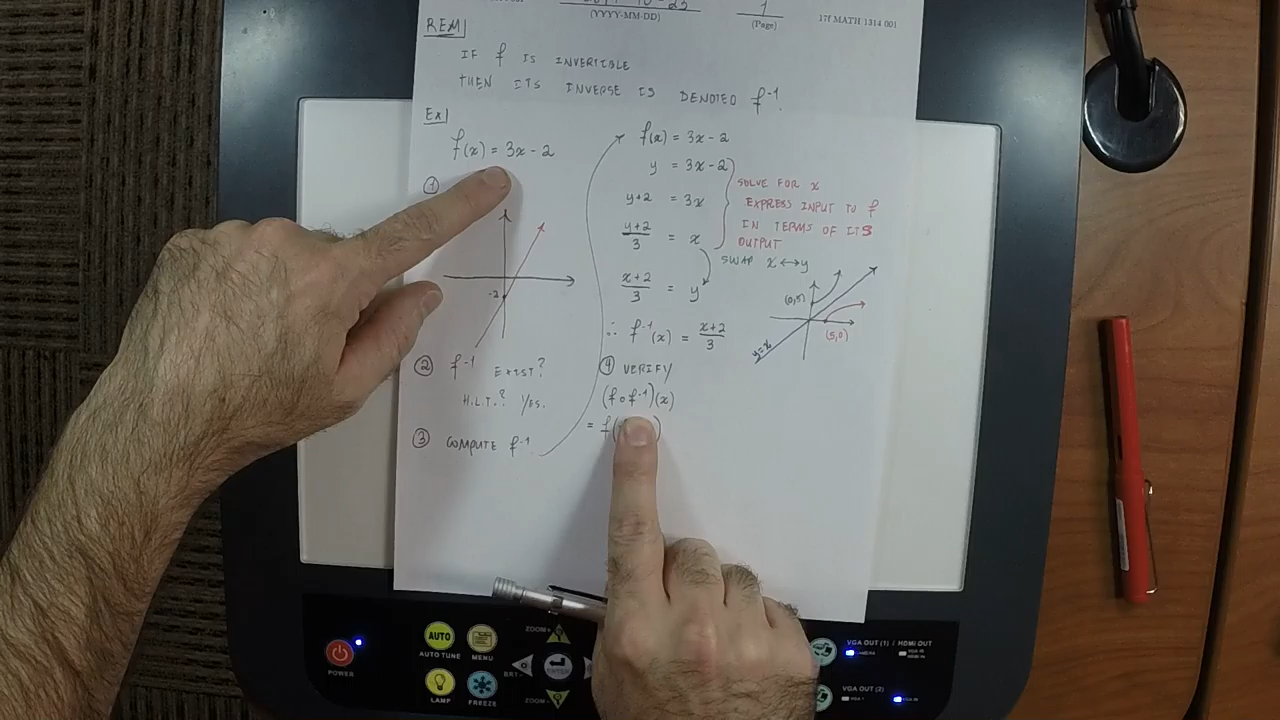 (YYYY-MM-DD)
1
(Page)
17f MATH 1314 001
REM
IF f IS INVERTIBLE
THEN ITS INVERSE IS DENOTED f⁻¹.
Ex
f(x) = 3x - 2
①
-2
② f⁻¹ EXIST?
H.L.T.? YES.
③ COMPUTE f⁻¹
f(x) = 3x - 2
y = 3x - 2
y+2 = 3x
(y+2)/3 = x
(x+2)/3 = y
∴ f⁻¹(x) = (x+2)/3
SOLVE FOR x
EXPRESS INPUT TO f
IN TERMS OF ITS
OUTPUT
SWAP x ↔ y
(0,5)
(5,0)
y=x
④ VERIFY
(f∘f⁻¹)(x)
= f(
POWER
AUTO
AUTO TUNE
MENU
LAMP
FREEZE
ZOOM+
ZOOM-
BRT-
ENTER
VGA OUT (1) / HDMI OUT
VGA OUT (2)